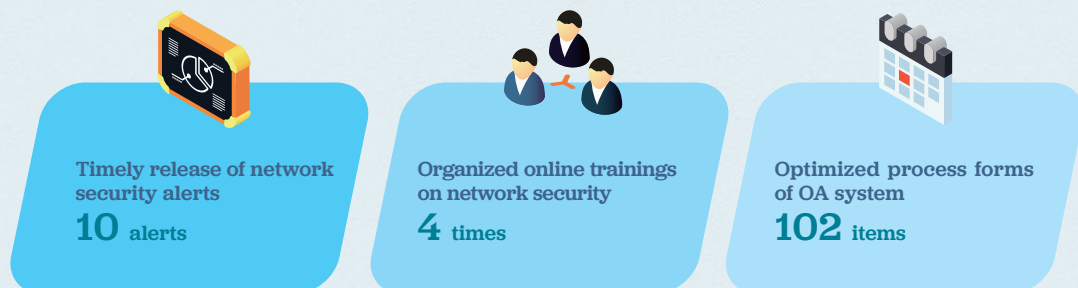 Timely release of network
security alerts
10 alerts
Organized online trainings
on network security
4 times
Optimized process forms
of OA system
102 items